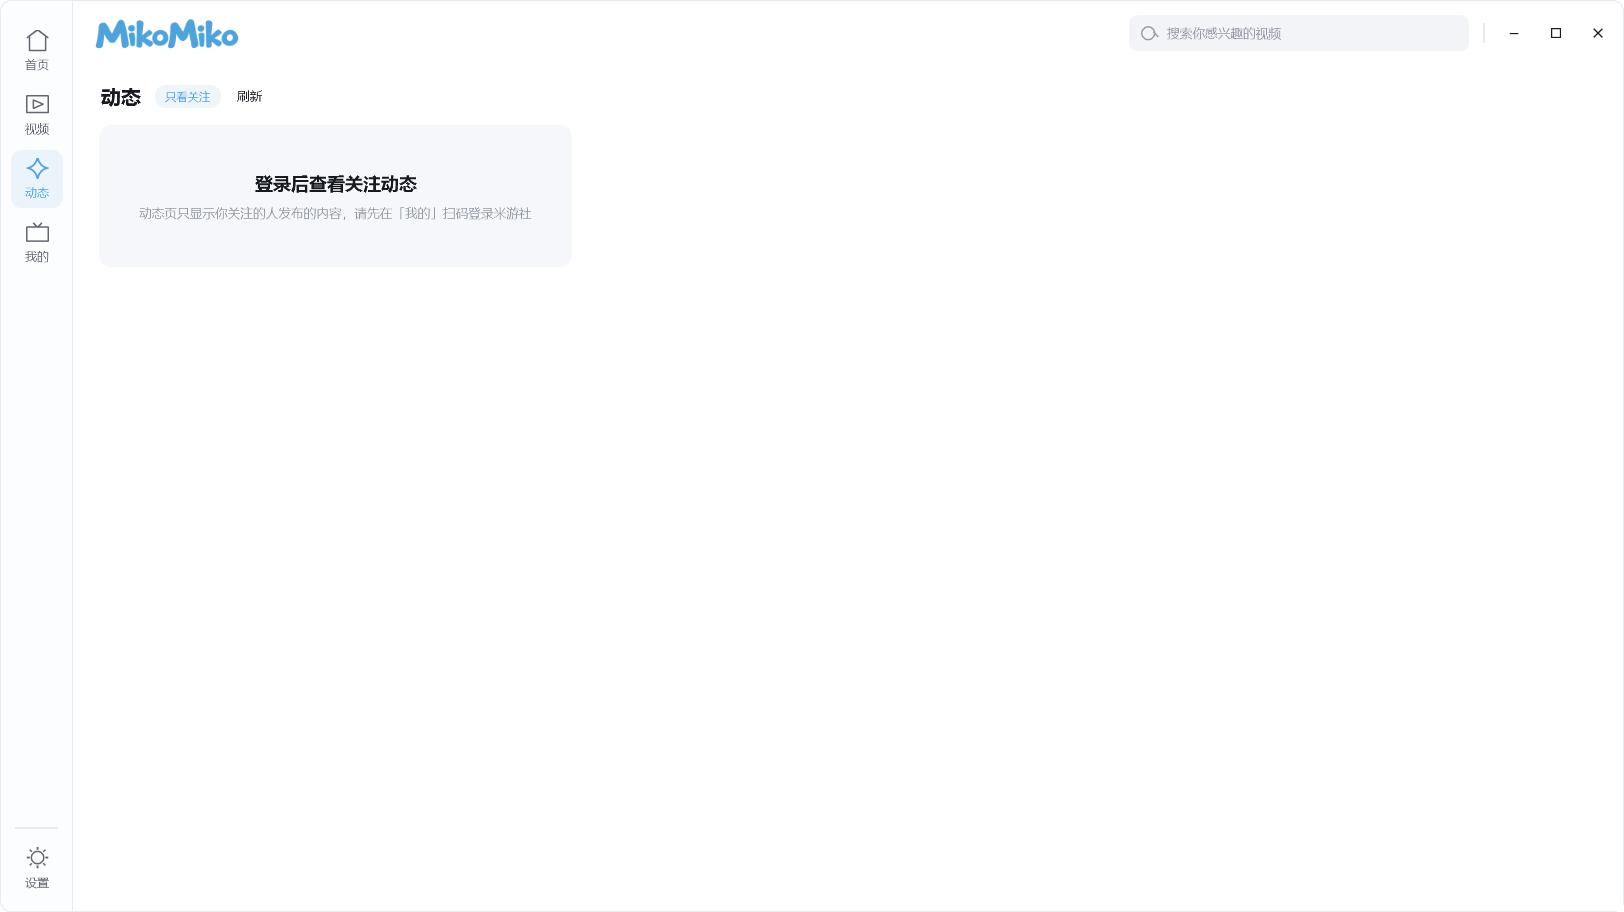 MikoMiko
搜索你感兴趣的视频
首页
视频
动态
我的
设置
动态 只看关注 刷新
登录后查看关注动态
动态页只显示你关注的人发布的内容，请先在「我的」扫码登录米游社